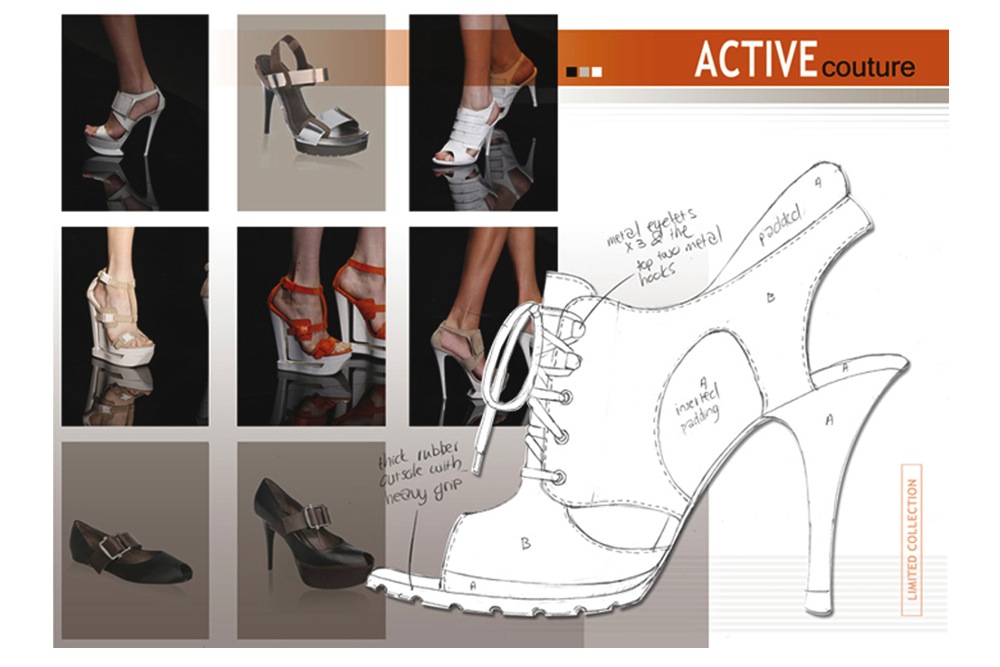 ACTIVE couture
A
padded
metal eyelets
x 3 & the
top two metal
hooks
B
A
A
inserted
padding
A
thick rubber
outsole with
heavy grip
B
A
LIMITED COLLECTION